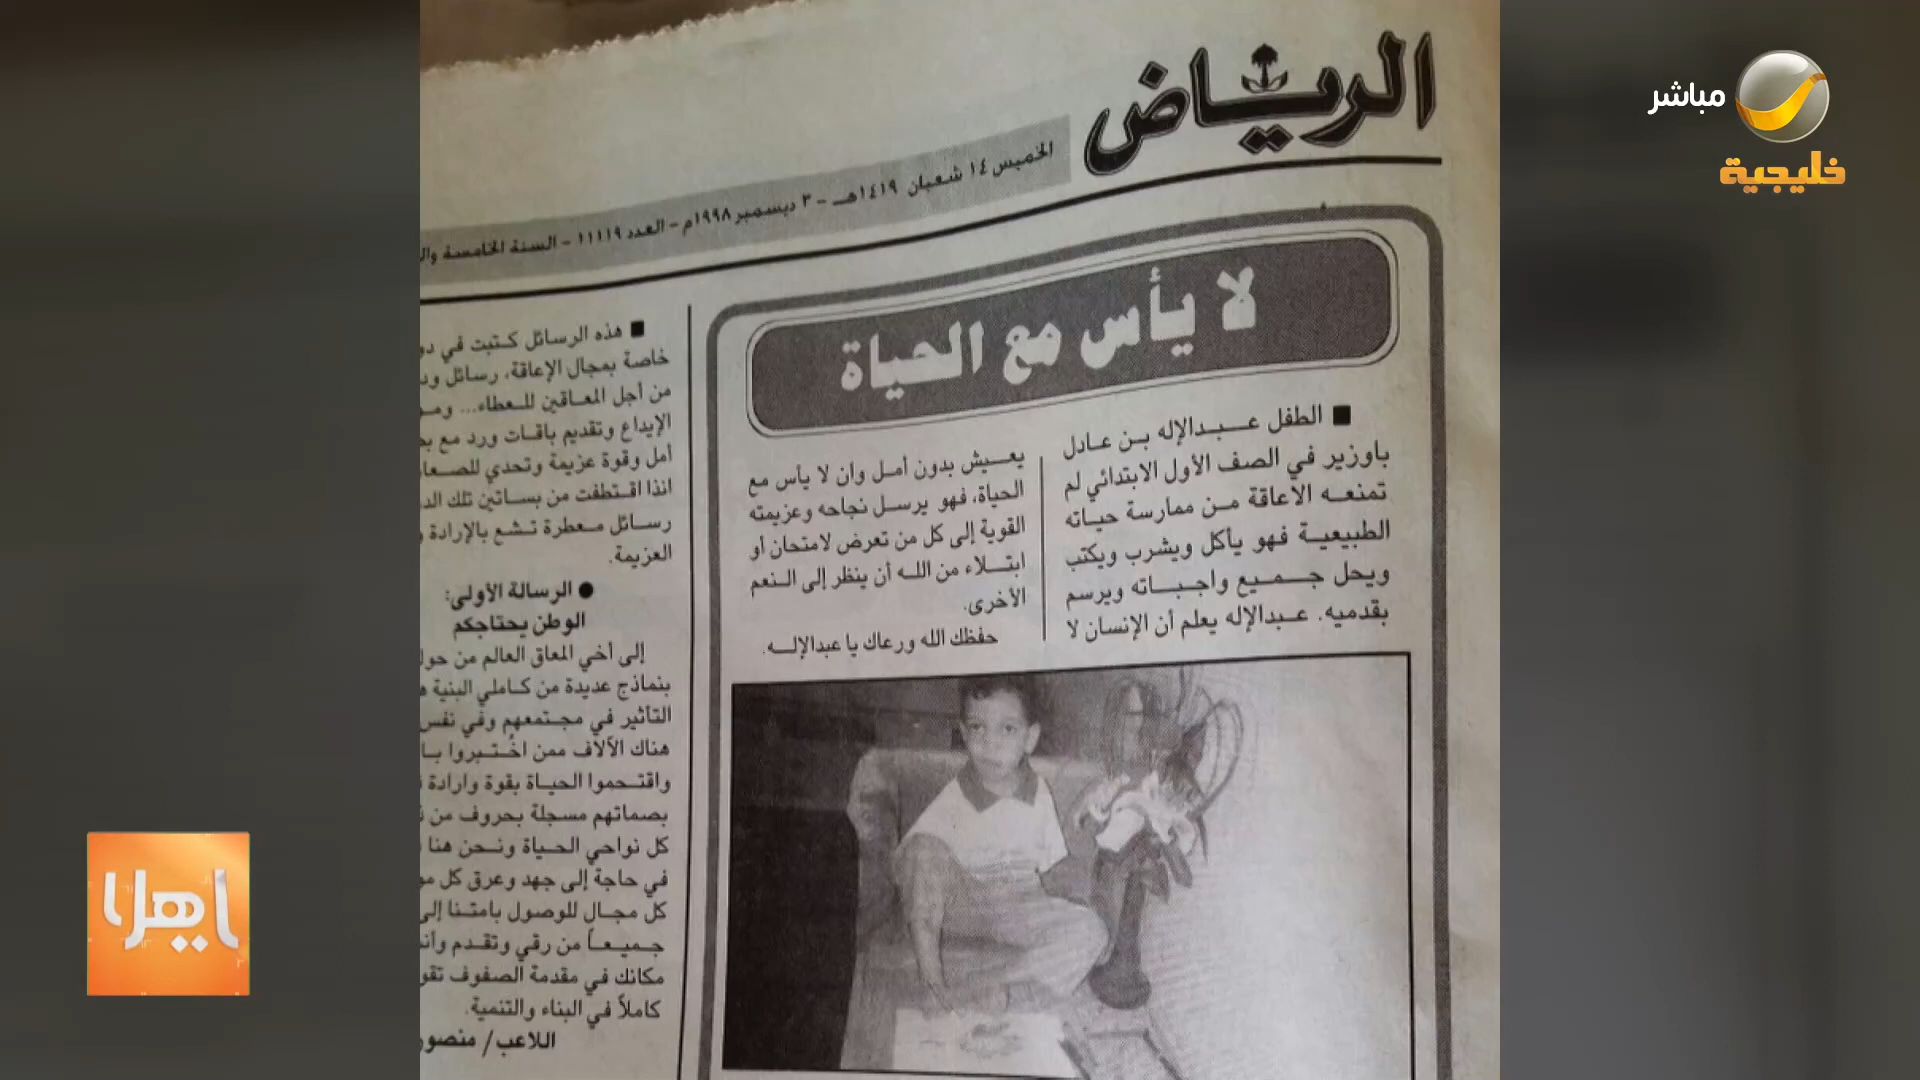 الرياض
الخميس ١٤ شعبان ١٤١٩هـ - ٣ ديسمبر ١٩٩٨م - العدد ١١١١٩ - السنة الخامسة
لا يأس مع الحياة
■ الطفل عبدالإله بن عادل
باوزير في الصف الأول الابتدائي لم
تمنعه الاعاقة من ممارسة حياته
الطبيعية فهو يأكل ويشرب ويكتب
ويحل جميع واجباته ويرسم
بقدميه. عبدالإله يعلم أن الإنسان لا
يعيش بدون أمل وان لا يأس مع
الحياة، فهو يرسل نجاحه وعزيمته
القوية إلى كل من تعرض لامتحان أو
ابتلاء من الله أن ينظر إلى النعم
الأخرى.
حفظك الله ورعاك يا عبدالإله.
■ هذه الرسائل كتبت في
خاصة بمجال الإعاقة، رسائل
من أجل المعاقين للعطاء...
الإبداع وتقديم باقات ورد مع
أمل وقوة عزيمة وتحدي
انذا اقتطفت من بساتين تلك
رسائل معطرة تشع بالإرادة
العزيمة.
● الرسالة الأولى:
الوطن يحتاجكم
إلى أخي المعاق العالم من
بنماذج عديدة من كاملي البنية
التأثير في مجتمعهم وفي
هناك الآلاف ممن اختبروا
واقتحموا الحياة بقوة وارادة
بصماتهم مسجلة بحروف من
كل نواحي الحياة ونحن هنا
في حاجة إلى جهد وعرق كل
كل مجال للوصول بامتنا إلى
جميعاً من رقي وتقدم
مكانك في مقدمة الصفوف
كاملاً في البناء والتنمية.
اللاعب/
مباشر
خليجية
ياهلا